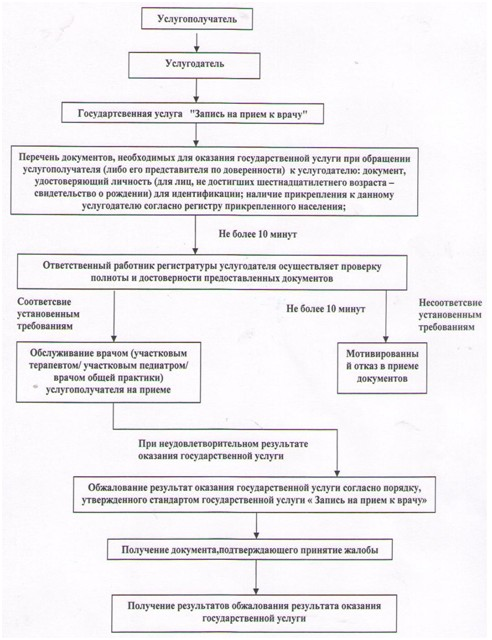 Услугополучатель
Услугодатель
Государтсвенная услуга "Запись на прием к врачу"
Перечень документов, необходимых для оказания государственной услуги при обращении
услугополучателя (либо его представителя по доверенности) к услугодателю: документ,
удостоверяющий личность (для лиц, не достигших шестнадцатилетнего возраста –
свидетельство о рождении) для идентификации; наличие прикрепления к данному
услугодателю согласно регистру прикрепленного населения;
Не более 10 минут
Ответственный работник регистратуры услугодателя осуществляет проверку
полноты и достоверности предоставленных документов
Соответсвие
установленным
требованиям
Не более 10 минут
Несоответсвие
установленным
требованиям
Обслуживание врачом (участковым
терапевтом/ участковым педиатром/
врачом общей практики)
услугополучателя на приеме
Мотивированны
й отказ в приеме
документов
При неудовлетворительном результате
оказания государственной услуги
Обжалование результат оказания государственной услуги согласно порядку,
утвержденного стандартом государственной услуги « Запись на прием к врачу»
Получение документа,подтверждающего принятие жалобы
Получение результатов обжалования результата оказания
государственной услуги